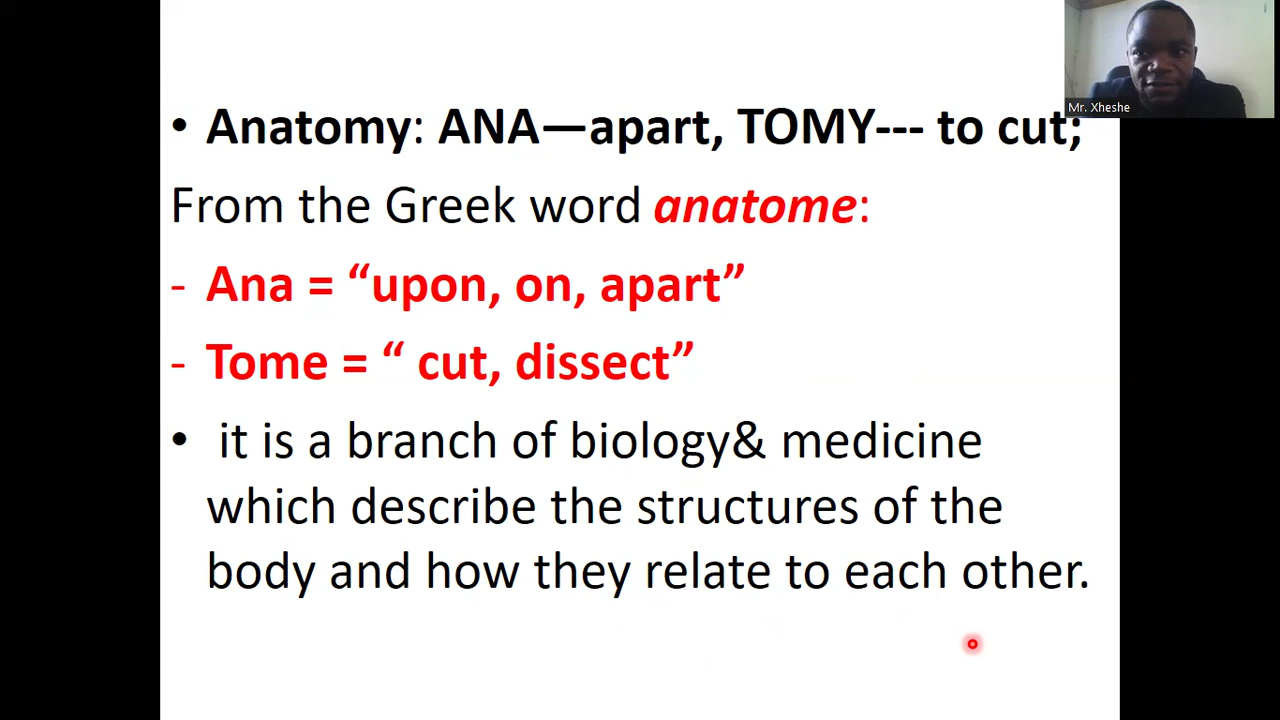 Mr. Xheshe
• Anatomy: ANA—apart, TOMY--- to cut;
From the Greek word anatome:
- Ana = “upon, on, apart”
- Tome = “ cut, dissect”
• it is a branch of biology& medicine
which describe the structures of the
body and how they relate to each other.